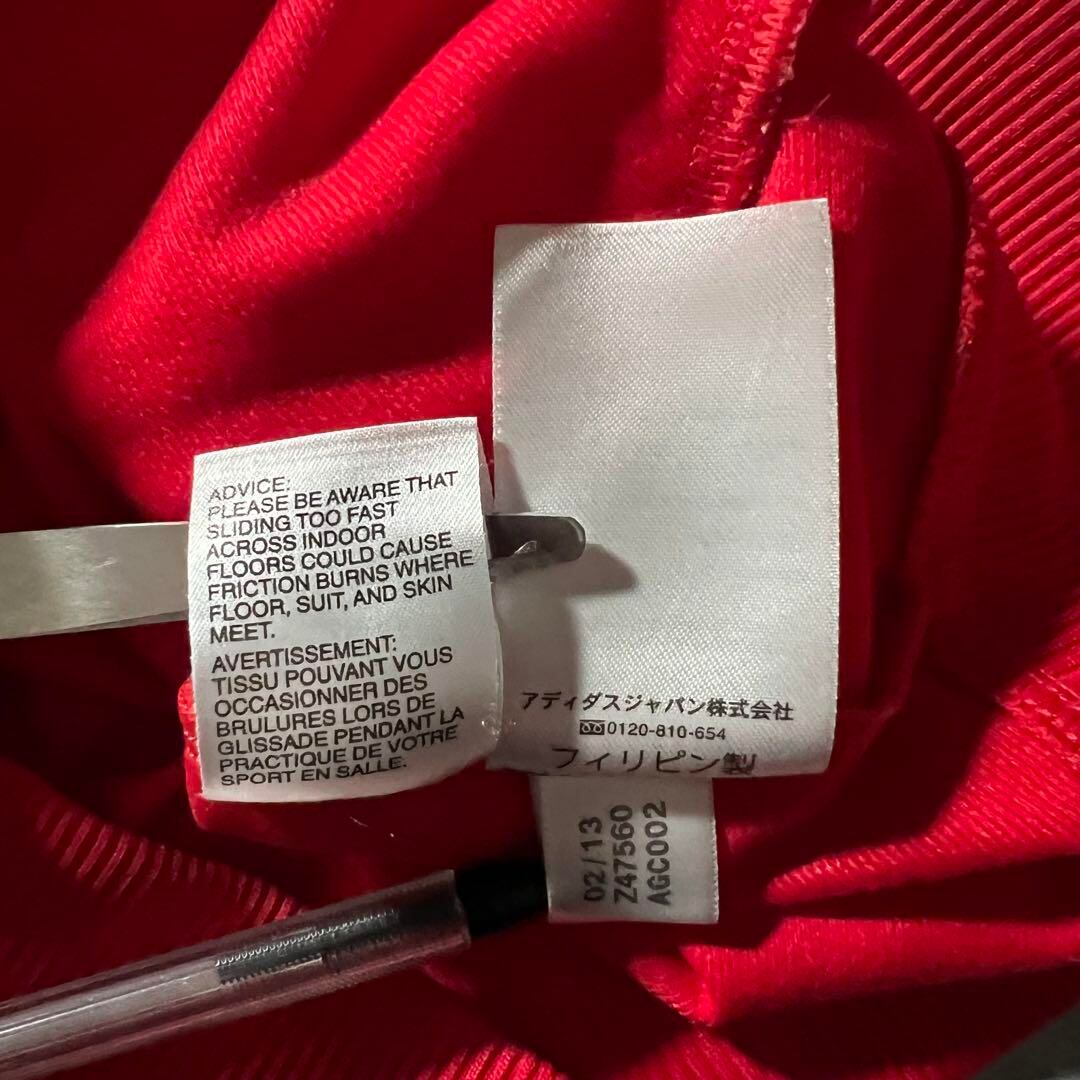 ADVICE:
PLEASE BE AWARE THAT
SLIDING TOO FAST
ACROSS INDOOR
FLOORS COULD CAUSE
FRICTION BURNS WHERE
FLOOR, SUIT, AND SKIN
MEET.
AVERTISSEMENT:
TISSU POUVANT VOUS
OCCASIONNER DES
BRULURES LORS DE
GLISSADE PENDANT LA
PRACTIQUE DE VOTRE
SPORT EN SALLE.
アディダスジャパン株式会社
0120-810-654
フィリピン製
02/13
Z47560
AGC002